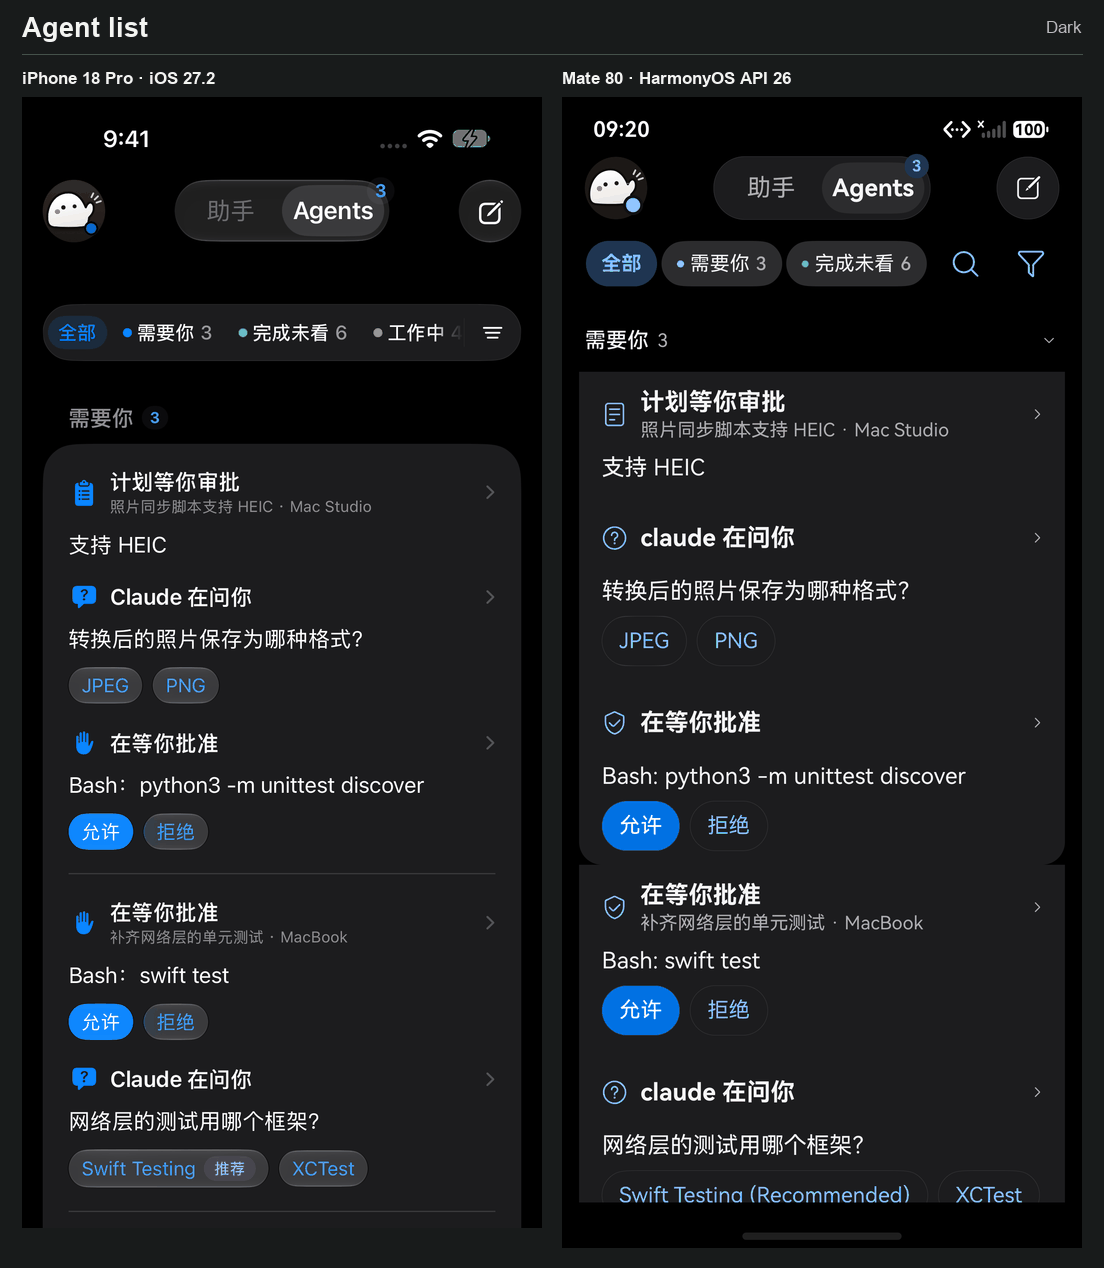 Agent list
Dark
iPhone 18 Pro · iOS 27.2
9:41
助手
Agents
3
全部
需要你 3
完成未看 6
工作中
需要你 3
计划等你审批
照片同步脚本支持 HEIC · Mac Studio
支持 HEIC
Claude 在问你
转换后的照片保存为哪种格式?
JPEG
PNG
在等你批准
Bash：python3 -m unittest discover
允许
拒绝
在等你批准
补齐网络层的单元测试 · MacBook
Bash：swift test
允许
拒绝
Claude 在问你
网络层的测试用哪个框架?
Swift Testing 推荐
XCTest
Mate 80 · HarmonyOS API 26
09:20
100
助手
Agents
3
全部
需要你 3
完成未看 6
需要你 3
计划等你审批
照片同步脚本支持 HEIC · Mac Studio
支持 HEIC
claude 在问你
转换后的照片保存为哪种格式?
JPEG
PNG
在等你批准
Bash: python3 -m unittest discover
允许
拒绝
在等你批准
补齐网络层的单元测试 · MacBook
Bash: swift test
允许
拒绝
claude 在问你
网络层的测试用哪个框架?
Swift Testing (Recommended)
XCTest